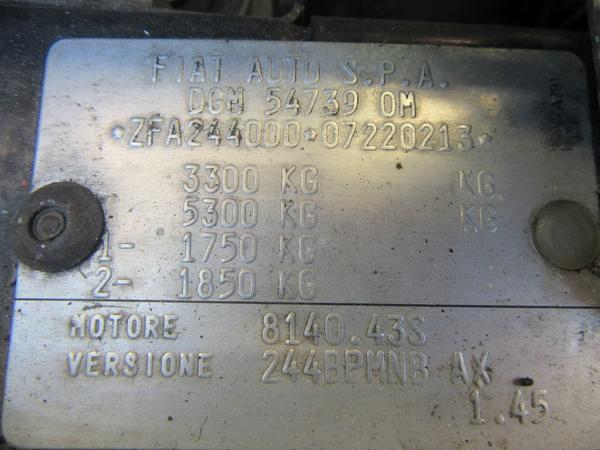 FIAT AUTO S.P.A.
DGM 54739 OM
*ZFA244000*07220213*
3300 KG KG
5300 KG KG
1- 1750 KG
2- 1850 KG
MOTORE 8140.43S
VERSIONE 244BPMNB AX
1.45